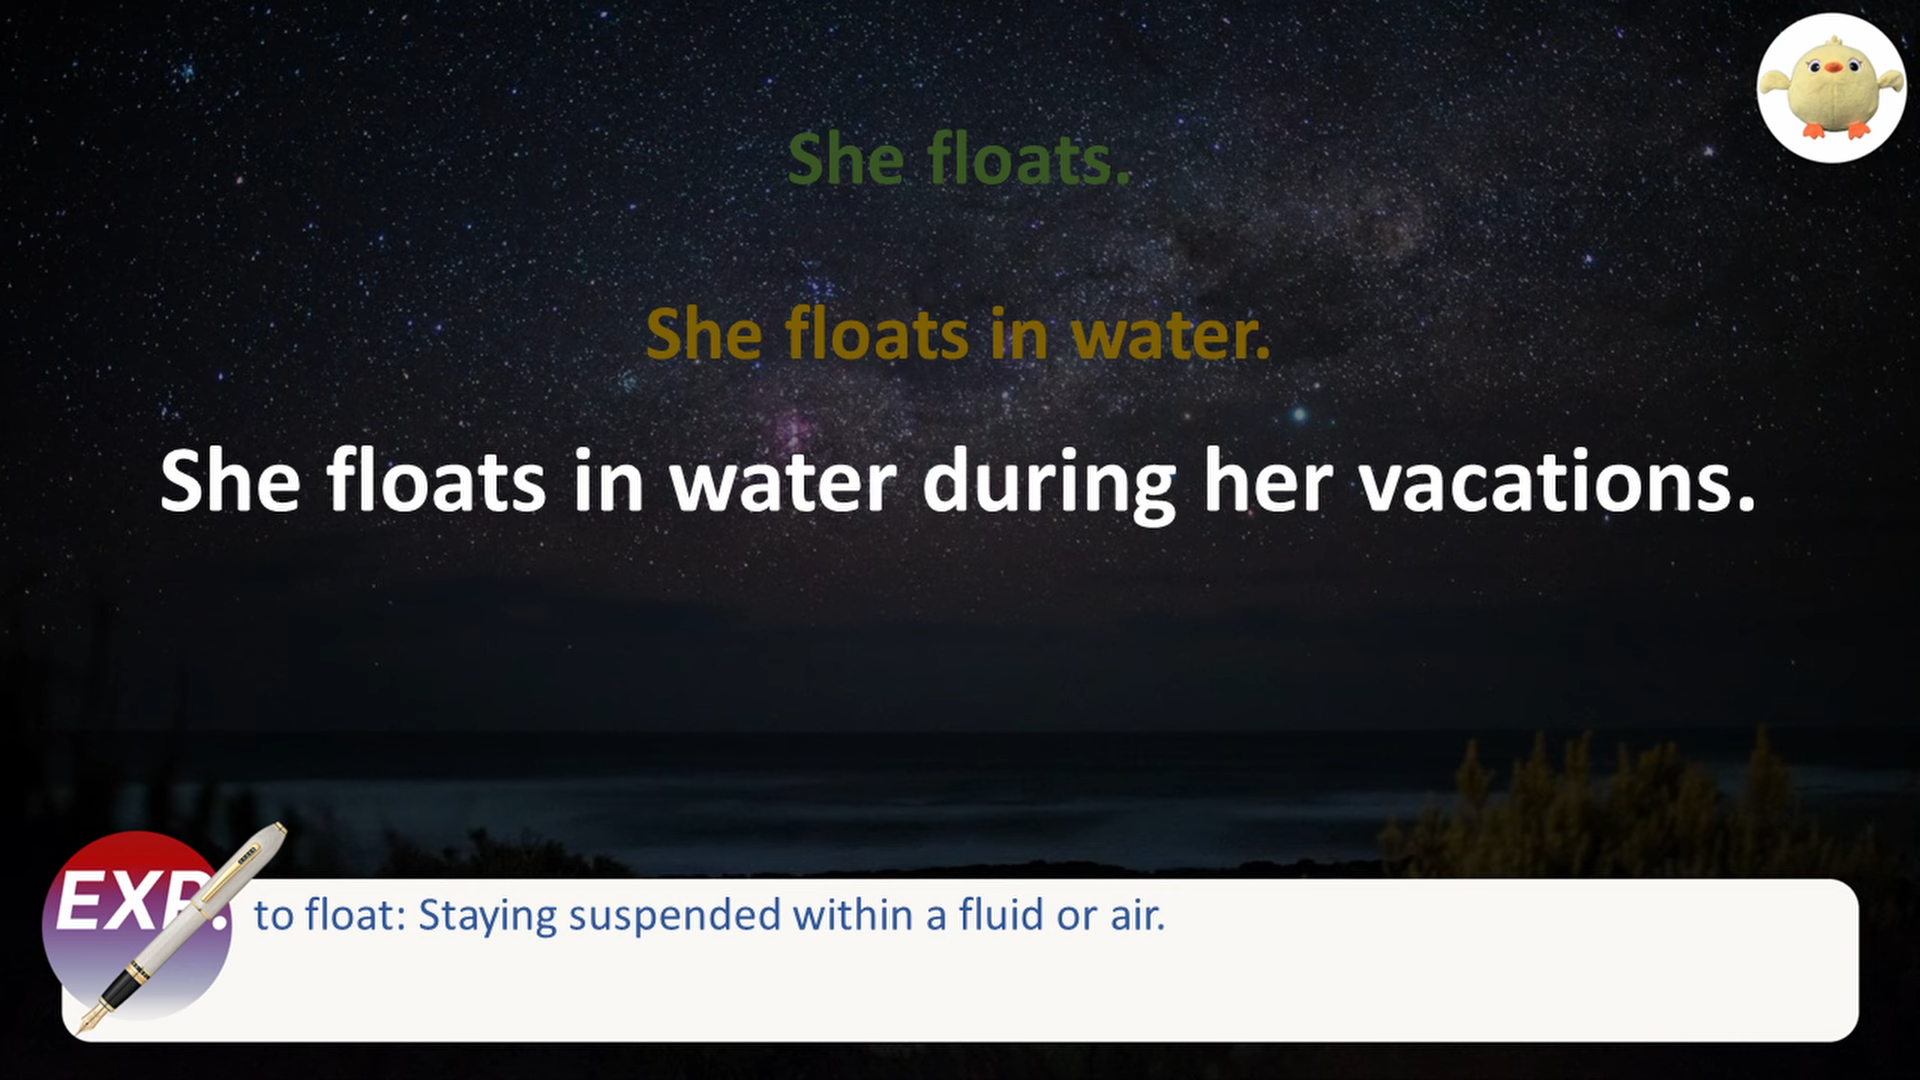 She floats.
She floats in water.
She floats in water during her vacations.
EXP.
to float: Staying suspended within a fluid or air.